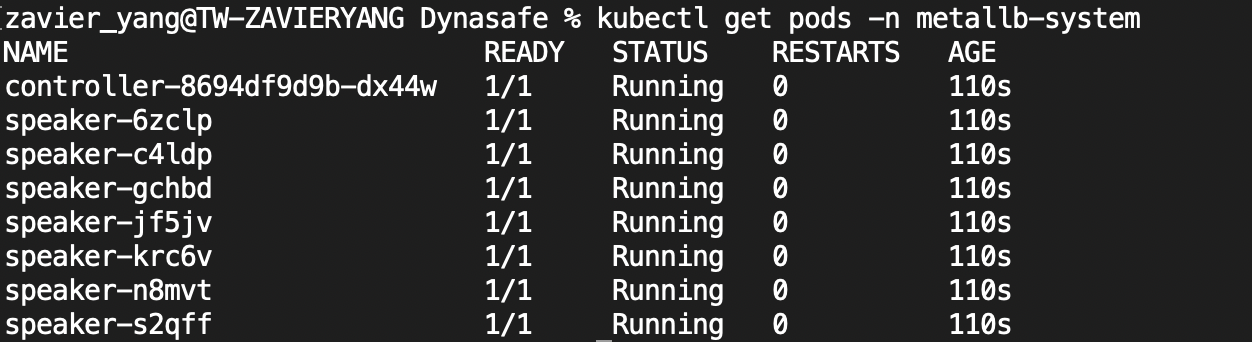 zavier_yang@TW-ZAVIERYANG Dynasafe % kubectl get pods -n metallb-system
NAME                          READY   STATUS    RESTARTS   AGE
controller-8694df9d9b-dx44w   1/1     Running   0          110s
speaker-6zclp                 1/1     Running   0          110s
speaker-c4ldp                 1/1     Running   0          110s
speaker-gchbd                 1/1     Running   0          110s
speaker-jf5jv                 1/1     Running   0          110s
speaker-krc6v                 1/1     Running   0          110s
speaker-n8mvt                 1/1     Running   0          110s
speaker-s2qff                 1/1     Running   0          110s